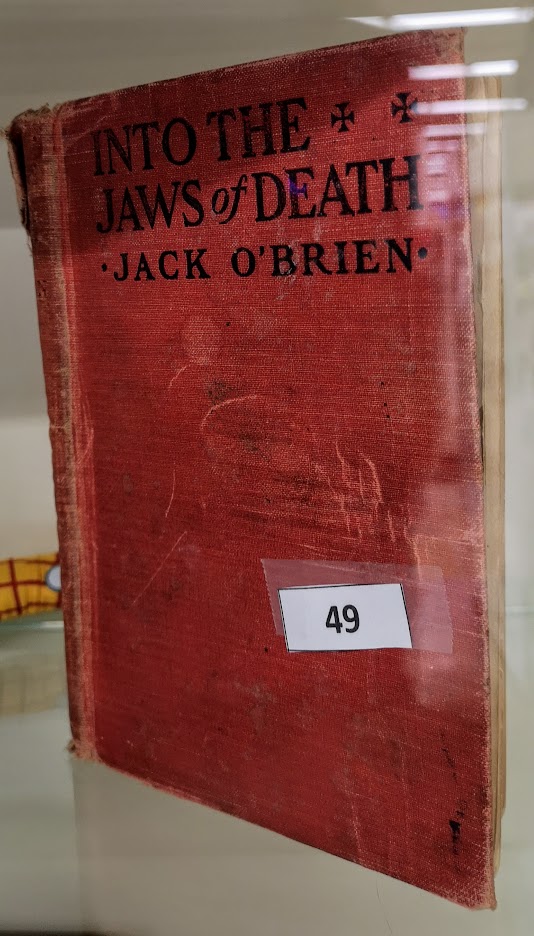 INTO THE
JAWS of DEATH
·JACK O'BRIEN·
49